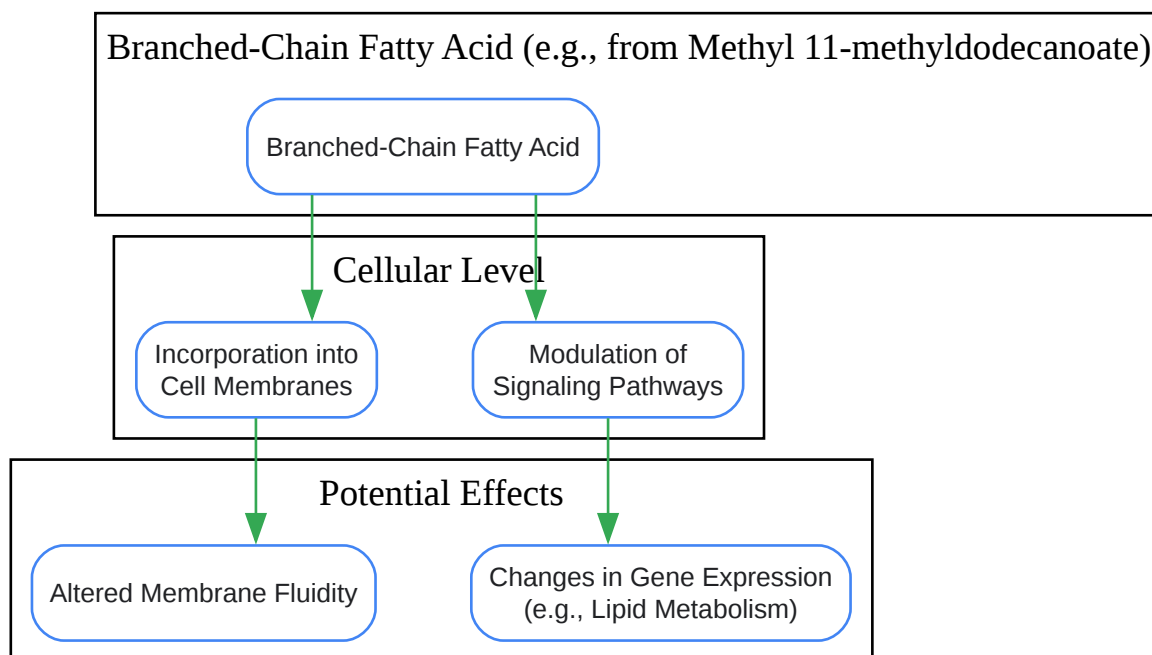 Branched-Chain Fatty Acid (e.g., from Methyl 11-methyldodecanoate)
Branched-Chain Fatty Acid
Cellular Level
Incorporation into
Cell Membranes
Modulation of
Signaling Pathways
Potential Effects
Altered Membrane Fluidity
Changes in Gene Expression
(e.g., Lipid Metabolism)